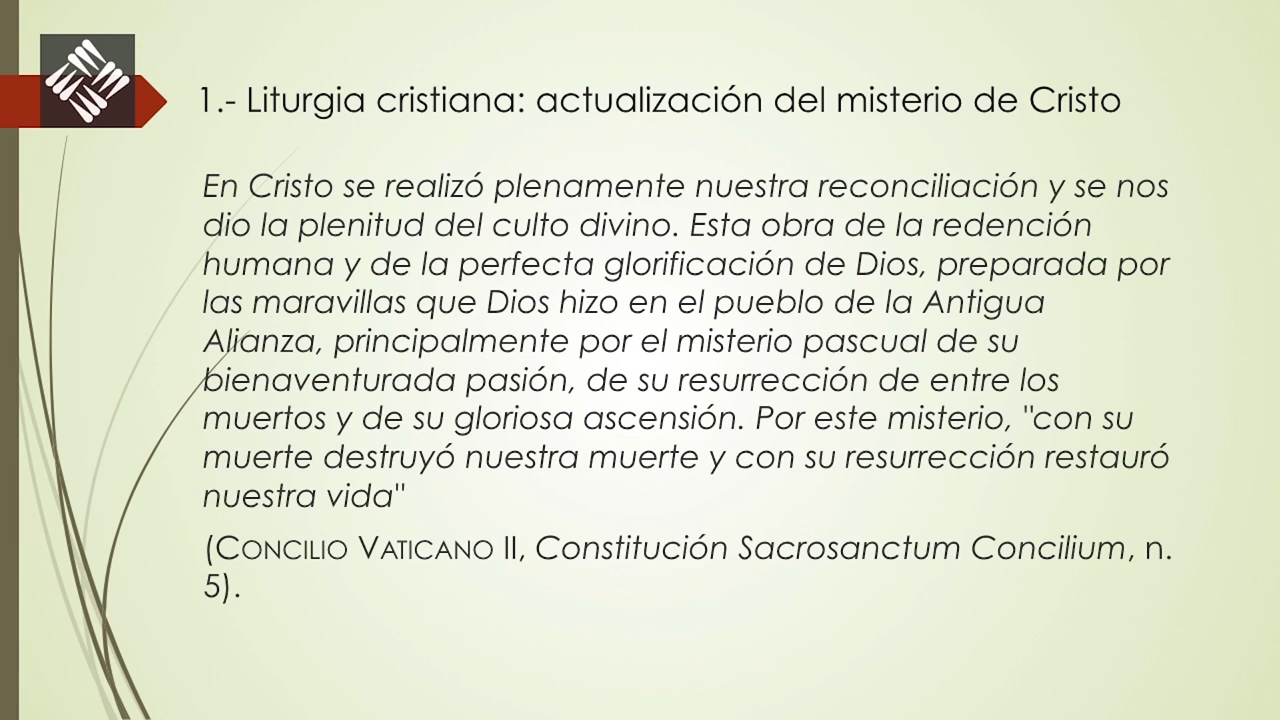 1.- Liturgia cristiana: actualización del misterio de Cristo
En Cristo se realizó plenamente nuestra reconciliación y se nos
dio la plenitud del culto divino. Esta obra de la redención
humana y de la perfecta glorificación de Dios, preparada por
las maravillas que Dios hizo en el pueblo de la Antigua
Alianza, principalmente por el misterio pascual de su
bienaventurada pasión, de su resurrección de entre los
muertos y de su gloriosa ascensión. Por este misterio, "con su
muerte destruyó nuestra muerte y con su resurrección restauró
nuestra vida"
(CONCILIO VATICANO II, Constitución Sacrosanctum Concilium, n.
5).